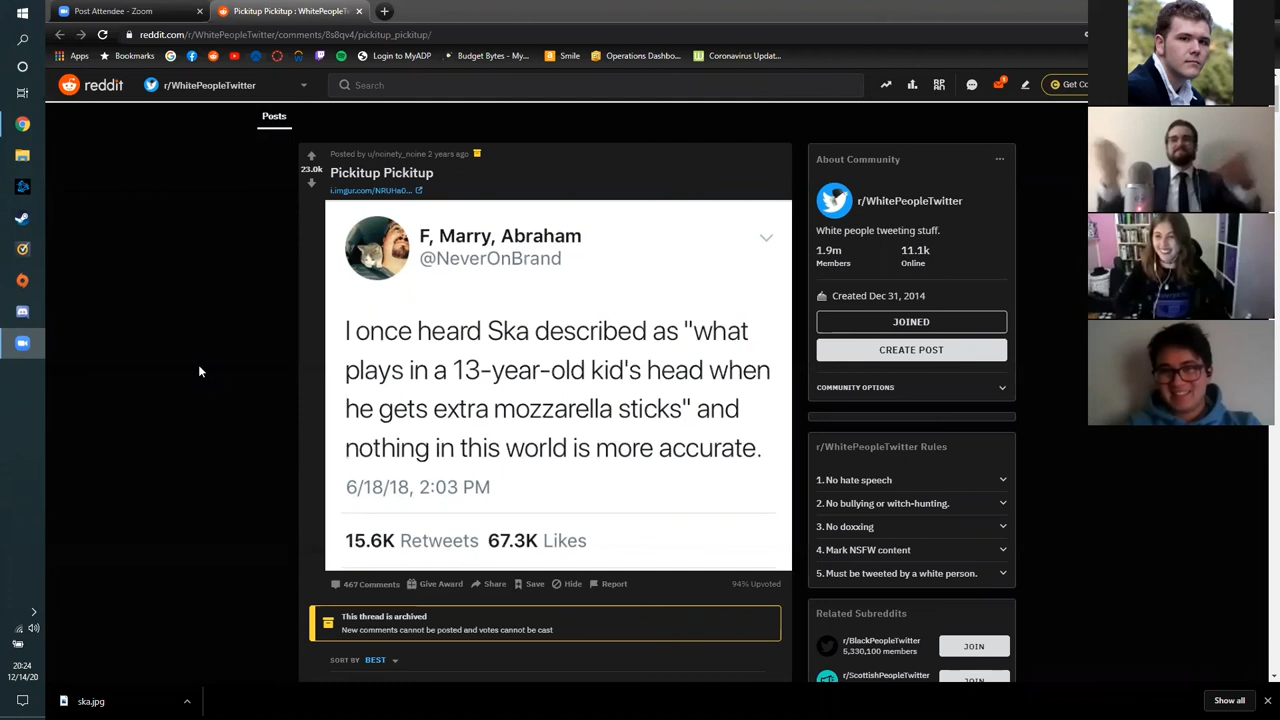 Post Attendee - Zoom
Pickitup Pickitup : WhitePeopleT
reddit.com/r/WhitePeopleTwitter/comments/8s8qv4/pickitup_pickitup/
Apps Bookmarks Login to MyADP Budget Bytes -... Smile Operations Dashbo... Coronavirus Updat...
reddit r/WhitePeopleTwitter Search Get Co
Posts
Posted by u/noinety_noine 2 years ago
23.0k
Pickitup Pickitup
i.imgur.com/NRUHa0...
F, Marry, Abraham
@NeverOnBrand
I once heard Ska described as "what
plays in a 13-year-old kid's head when
he gets extra mozzarella sticks" and
nothing in this world is more accurate.
6/18/18, 2:03 PM
15.6K Retweets 67.3K Likes
467 Comments Give Award Share Save Hide Report 94% Upvoted
This thread is archived
New comments cannot be posted and votes cannot be cast
SORT BY BEST
About Community
r/WhitePeopleTwitter
White people tweeting stuff.
1.9m 11.1k
Members Online
Created Dec 31, 2014
JOINED
CREATE POST
COMMUNITY OPTIONS
r/WhitePeopleTwitter Rules
1. No hate speech
2. No bullying or witch-hunting.
3. No doxxing
4. Mark NSFW content
5. Must be tweeted by a white person.
Related Subreddits
r/BlackPeopleTwitter
5,330,100 members
JOIN
r/ScottishPeopleTwitter
JOIN
20:24
12/14/20
ska.jpg
Show all